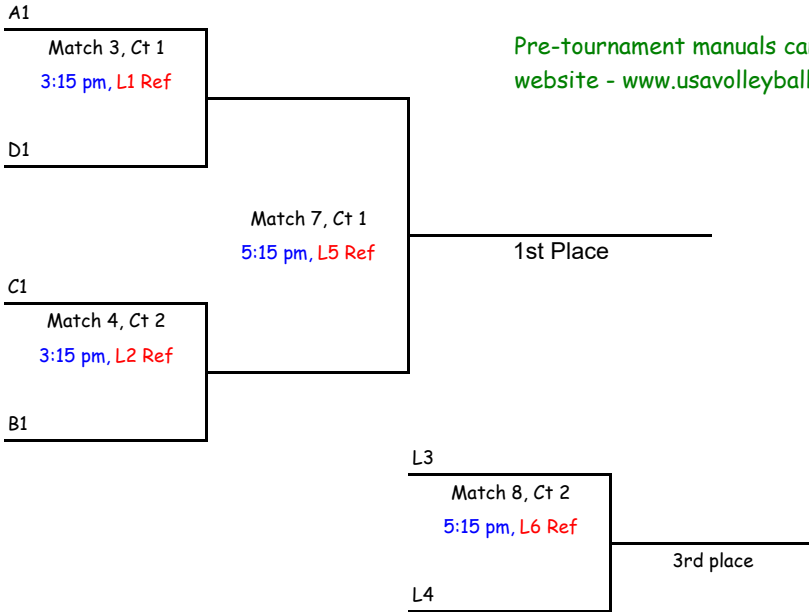 A1
Match 3, Ct 1
3:15 pm, L1 Ref
D1
Pre-tournament manuals
website - www.usavolleyball
Match 7, Ct 1
5:15 pm, L5 Ref
1st Place
C1
Match 4, Ct 2
3:15 pm, L2 Ref
B1
L3
Match 8, Ct 2
5:15 pm, L6 Ref
3rd place
L4